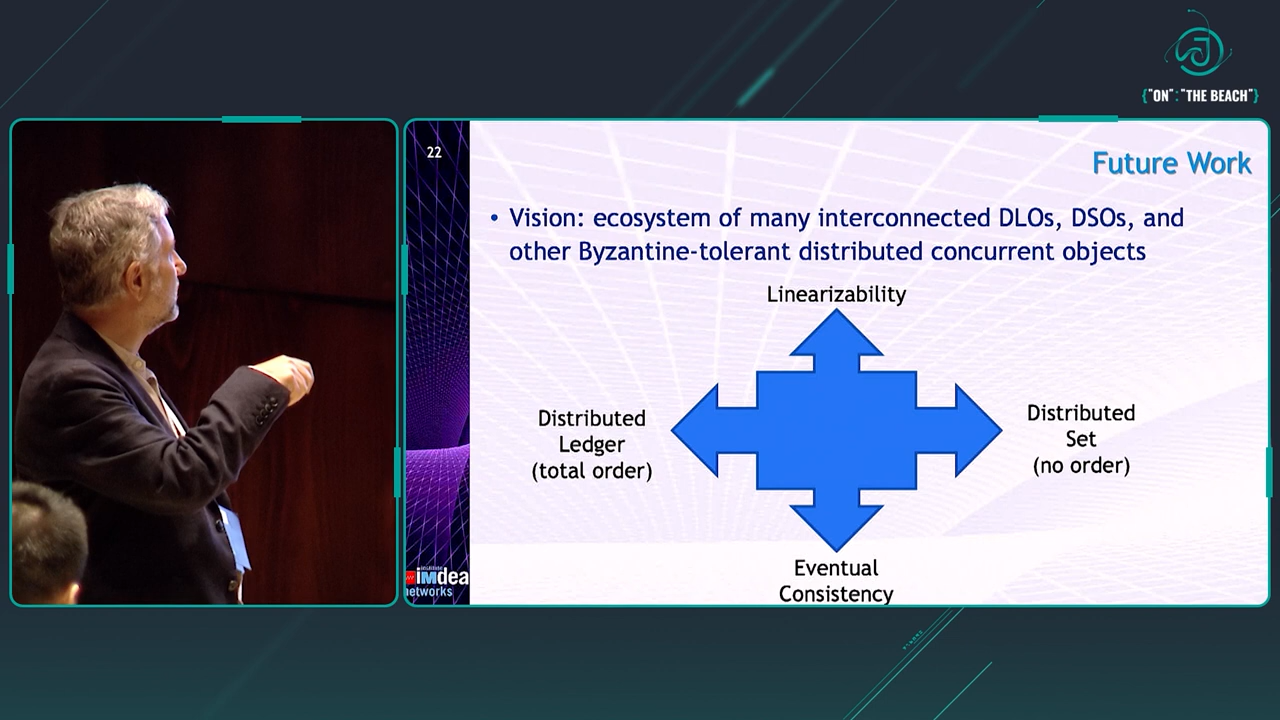 {"ON":"THE BEACH"}
22
Future Work
• Vision: ecosystem of many interconnected DLOs, DSOs, and
other Byzantine-tolerant distributed concurrent objects
Linearizability
Distributed
Ledger
(total order)
Distributed
Set
(no order)
Eventual
Consistency
institute
imdea
networks